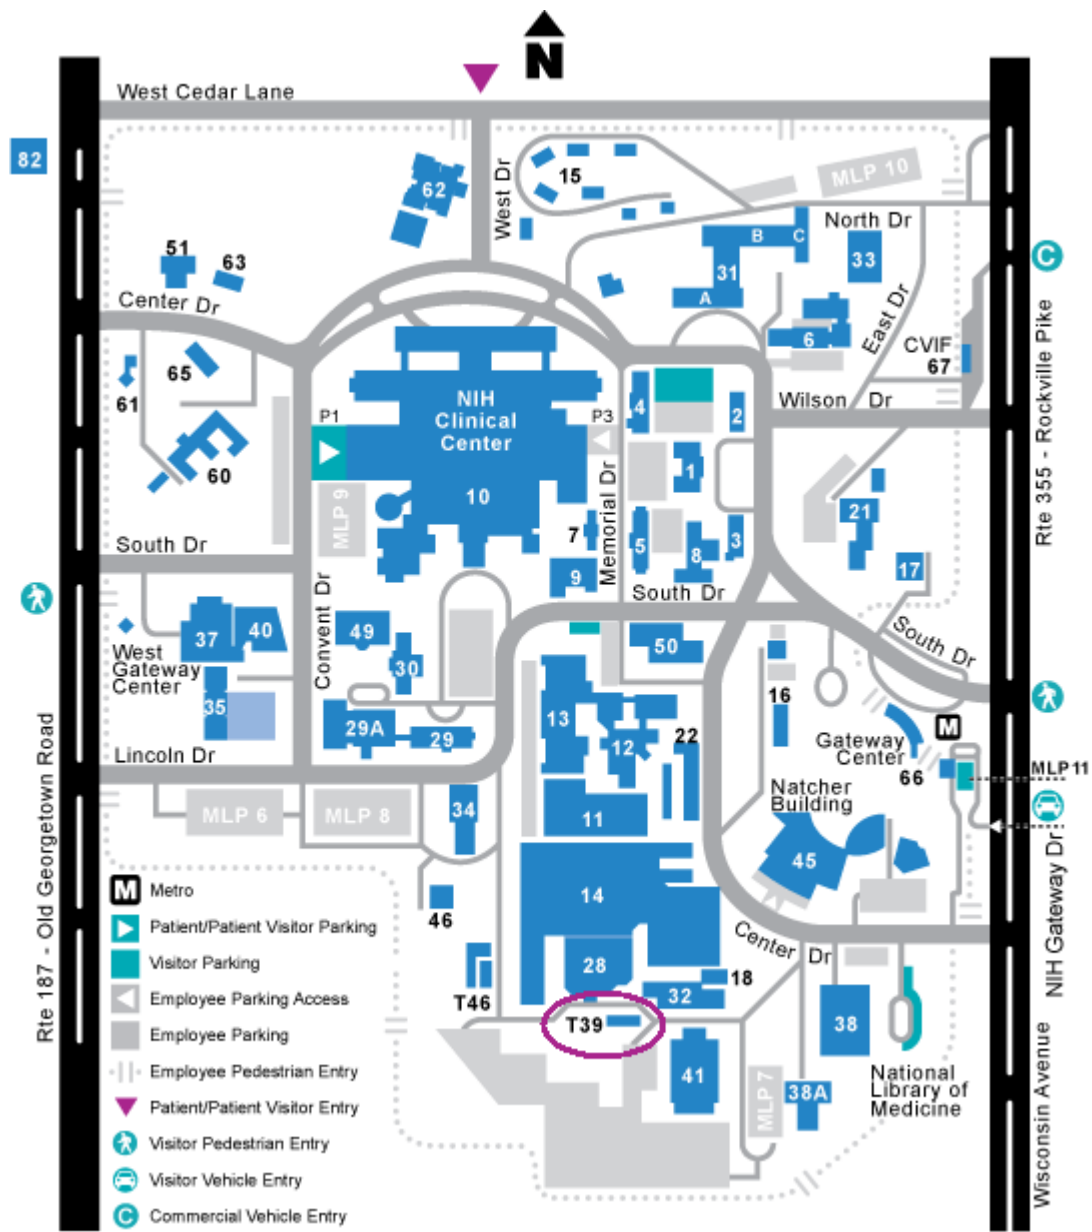 N
West Cedar Lane
82
West Dr
15
MLP 10
62
North Dr
B
C
33
51
63
31
A
C
Center Dr
East Dr
6
CVIF
67
65
61
NIH
Clinical
Center
4
2
Wilson Dr
P1
P3
Rte 355 - Rockville Pike
60
1
MLP 9
10
Memorial Dr
21
7
5
8
3
South Dr
9
17
South Dr
Convent Dr
49
37
40
50
South Dr
West
Gateway
Center
30
16
35
13
M
29A
29
12
22
Gateway
Center
66
MLP 11
Lincoln Dr
Natcher
Building
MLP 6
MLP 8
34
11
45
Rte 187 - Old Georgetown Road
14
46
Center Dr
NIH Gateway Dr
28
18
T46
32
T39
38
41
MLP 7
38A
National
Library of
Medicine
Wisconsin Avenue
M Metro
Patient/Patient Visitor Parking
Visitor Parking
Employee Parking Access
Employee Parking
Employee Pedestrian Entry
Patient/Patient Visitor Entry
Visitor Pedestrian Entry
Visitor Vehicle Entry
C Commercial Vehicle Entry